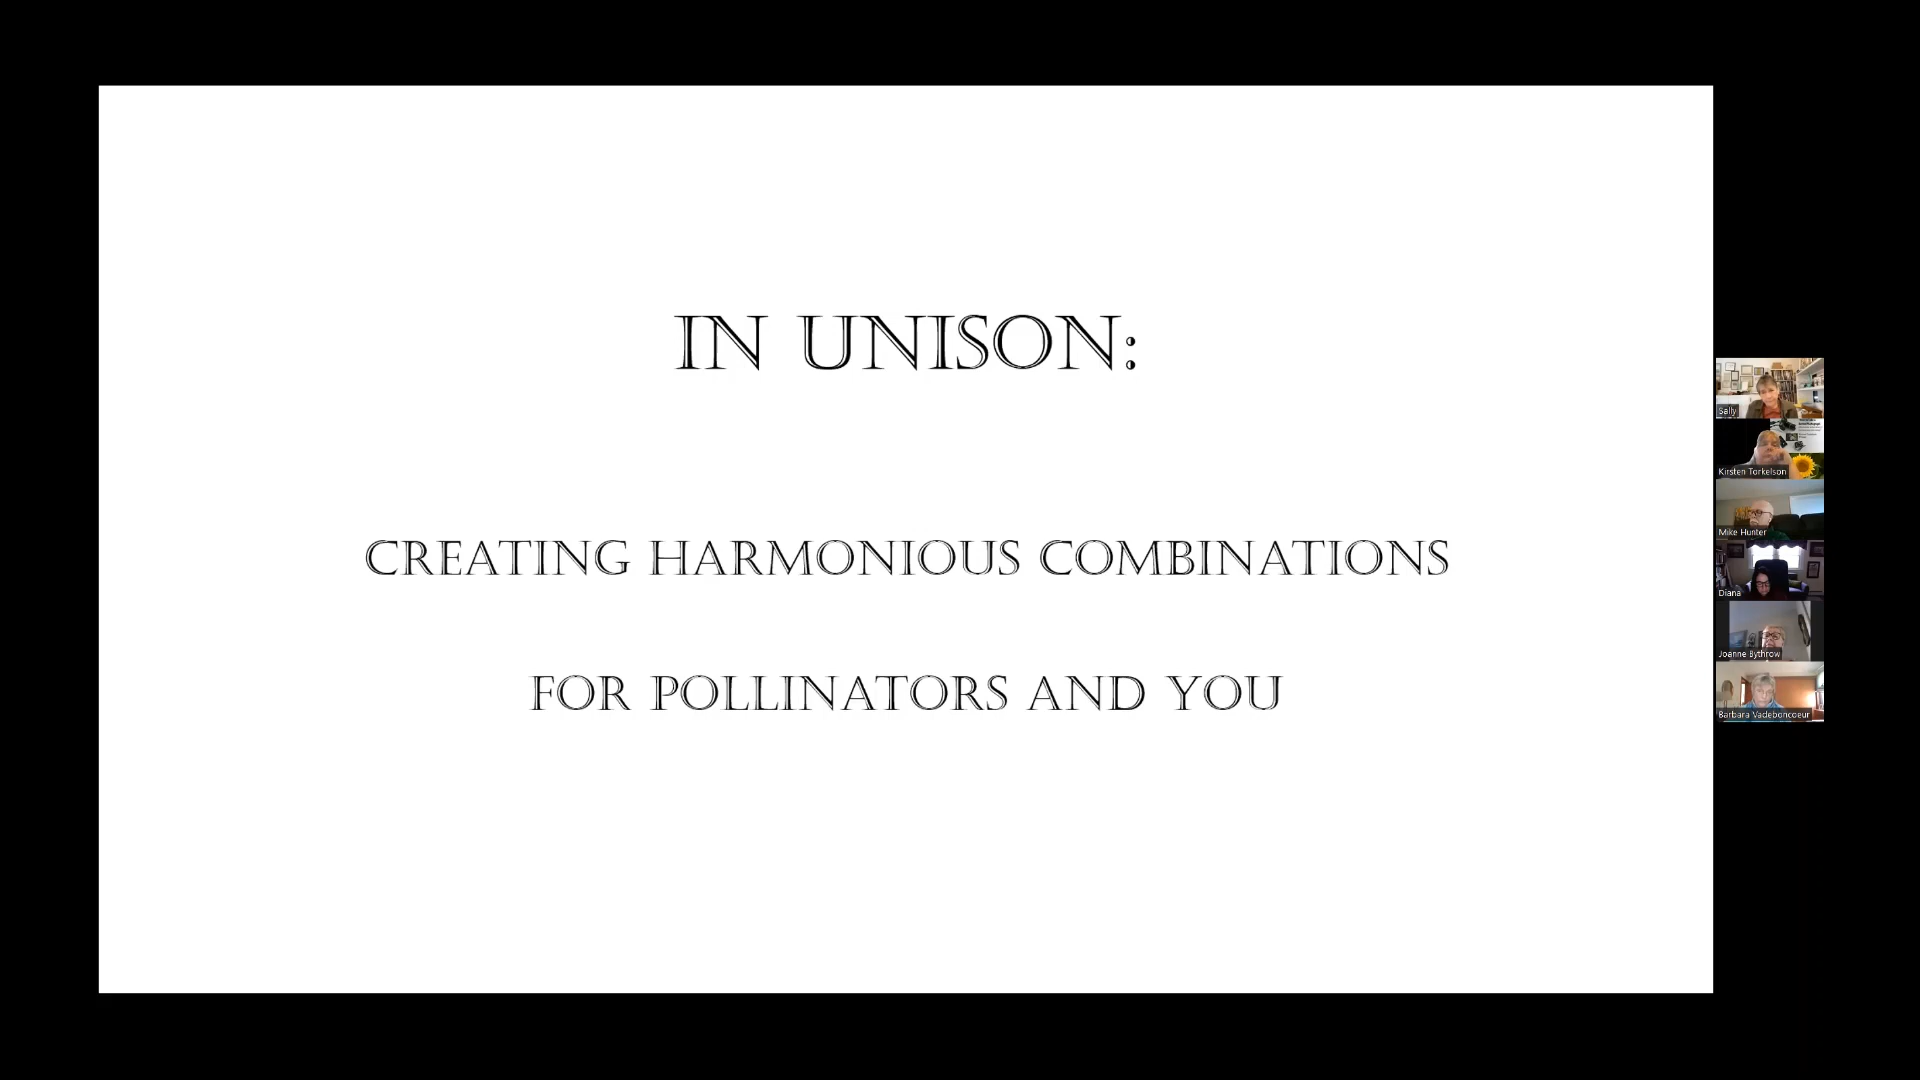 IN UNISON:
CREATING HARMONIOUS COMBINATIONS
FOR POLLINATORS AND YOU
Sally
Kirsten Torkelson
Mike Hunter
Diana
Joanne Bythrow
Barbara Vadeboncoeur